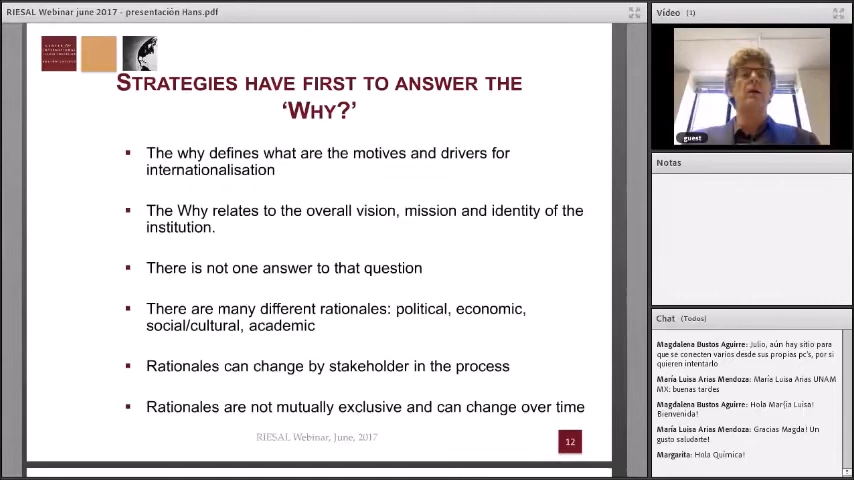 RIESAL Webinar june 2017 - presentación Hans.pdf
STRATEGIES HAVE FIRST TO ANSWER THE
‘WHY?’
▪ The why defines what are the motives and drivers for
internationalisation
▪ The Why relates to the overall vision, mission and identity of the
institution.
▪ There is not one answer to that question
▪ There are many different rationales: political, economic,
social/cultural, academic
▪ Rationales can change by stakeholder in the process
▪ Rationales are not mutually exclusive and can change over time
RIESAL Webinar, June, 2017
12
Vídeo (1)
guest
Notas
Chat (Todos)
Magdalena Bustos Aguirre: Julio, aún hay sitio para
que se conecten varios desde sus propias pc's, por si
quieren intentarlo
María Luisa Arias Mendoza: María Luisa Arias UNAM
MX: buenas tardes
Magdalena Bustos Aguirre: Hola Mar{ia Luisa!
Bienvenida!
María Luisa Arias Mendoza: Gracias Magda! Un
gusto saludarte!
Margarita: Hola Química!